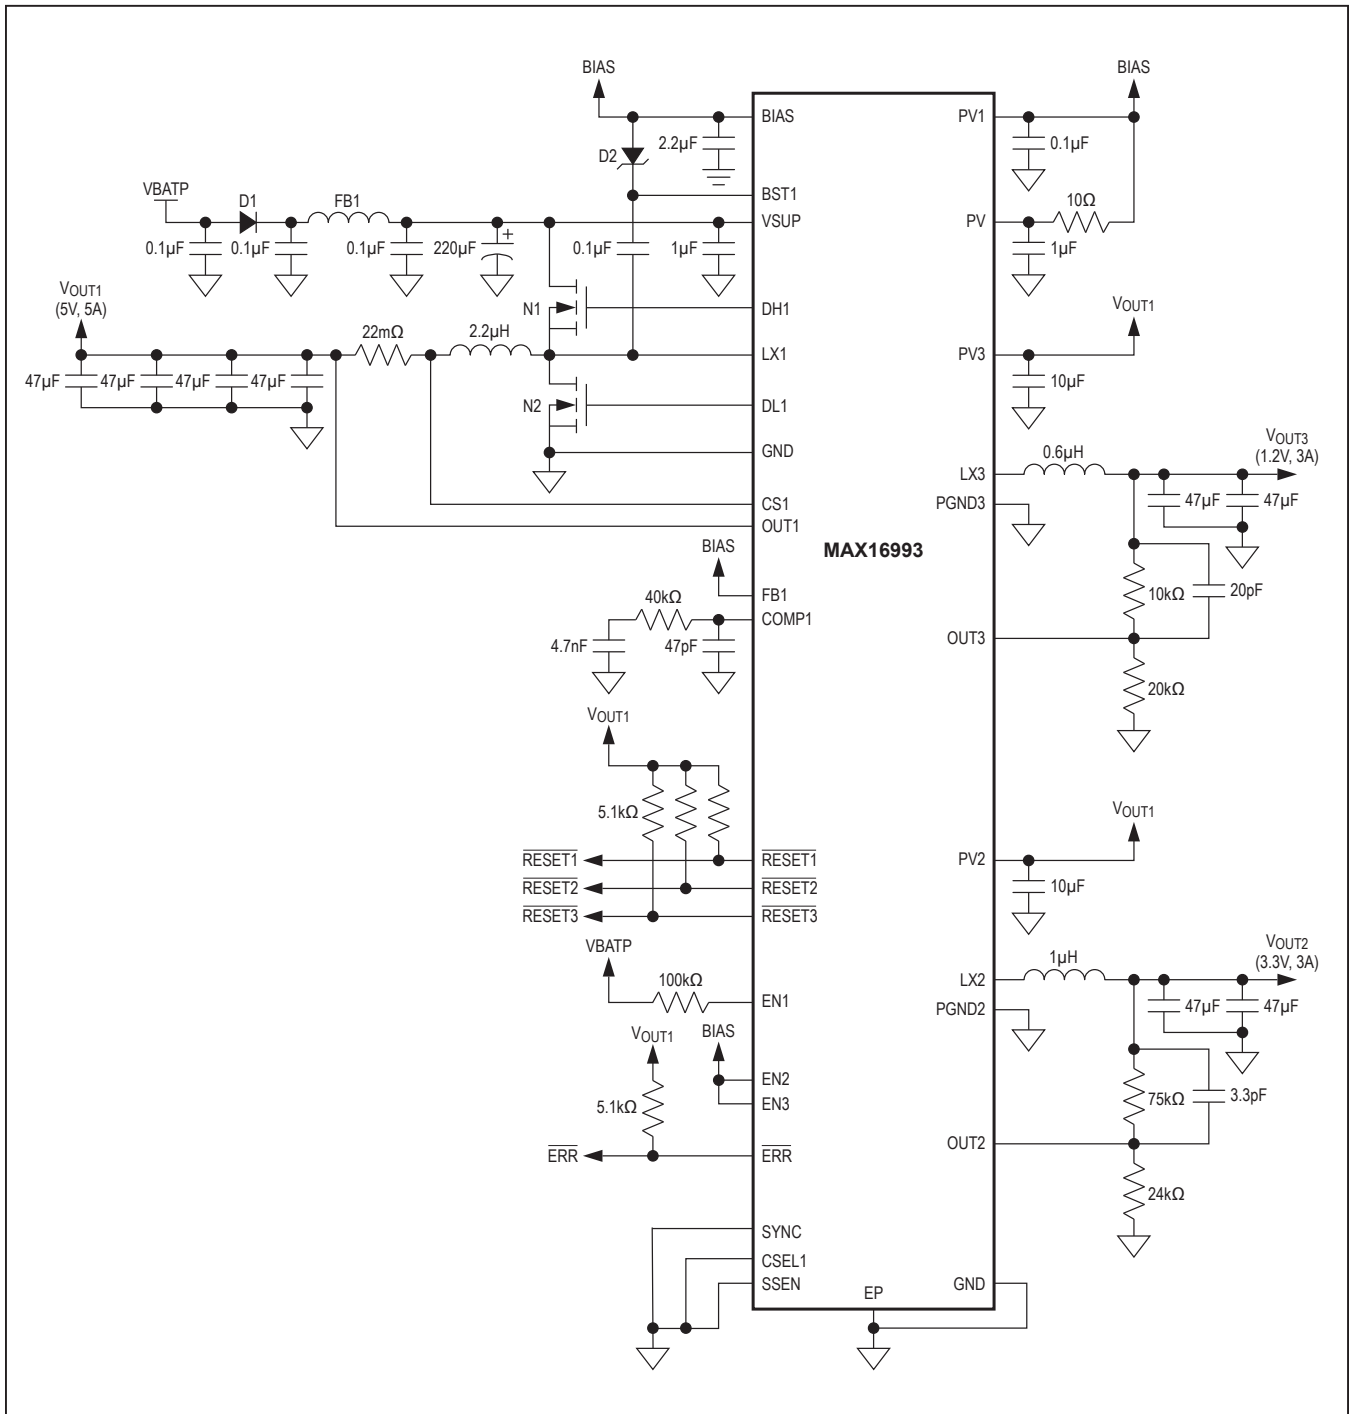 BIAS
BIAS
BIAS
PV1
2.2µF
0.1µF
D2
VBATP
D1
FB1
BST1
10Ω
VSUP
PV
0.1µF
0.1µF
0.1µF
220µF
+
0.1µF
1µF
1µF
VOUT1
(5V, 5A)
N1
DH1
VOUT1
22mΩ
2.2µH
LX1
PV3
47µF
47µF
47µF
47µF
10µF
N2
DL1
GND
VOUT3
(1.2V, 3A)
0.6µH
LX3
CS1
PGND3
47µF
47µF
OUT1
BIAS
MAX16993
FB1
40kΩ
10kΩ
20pF
COMP1
4.7nF
47pF
OUT3
20kΩ
VOUT1
5.1kΩ
VOUT1
RESET1
RESET1
PV2
RESET2
RESET2
10µF
RESET3
RESET3
VBATP
VOUT2
(3.3V, 3A)
1µH
100kΩ
LX2
EN1
PGND2
47µF
47µF
VOUT1
BIAS
EN2
5.1kΩ
EN3
75kΩ
3.3pF
OUT2
ERR
ERR
24kΩ
SYNC
CSEL1
SSEN
EP
GND